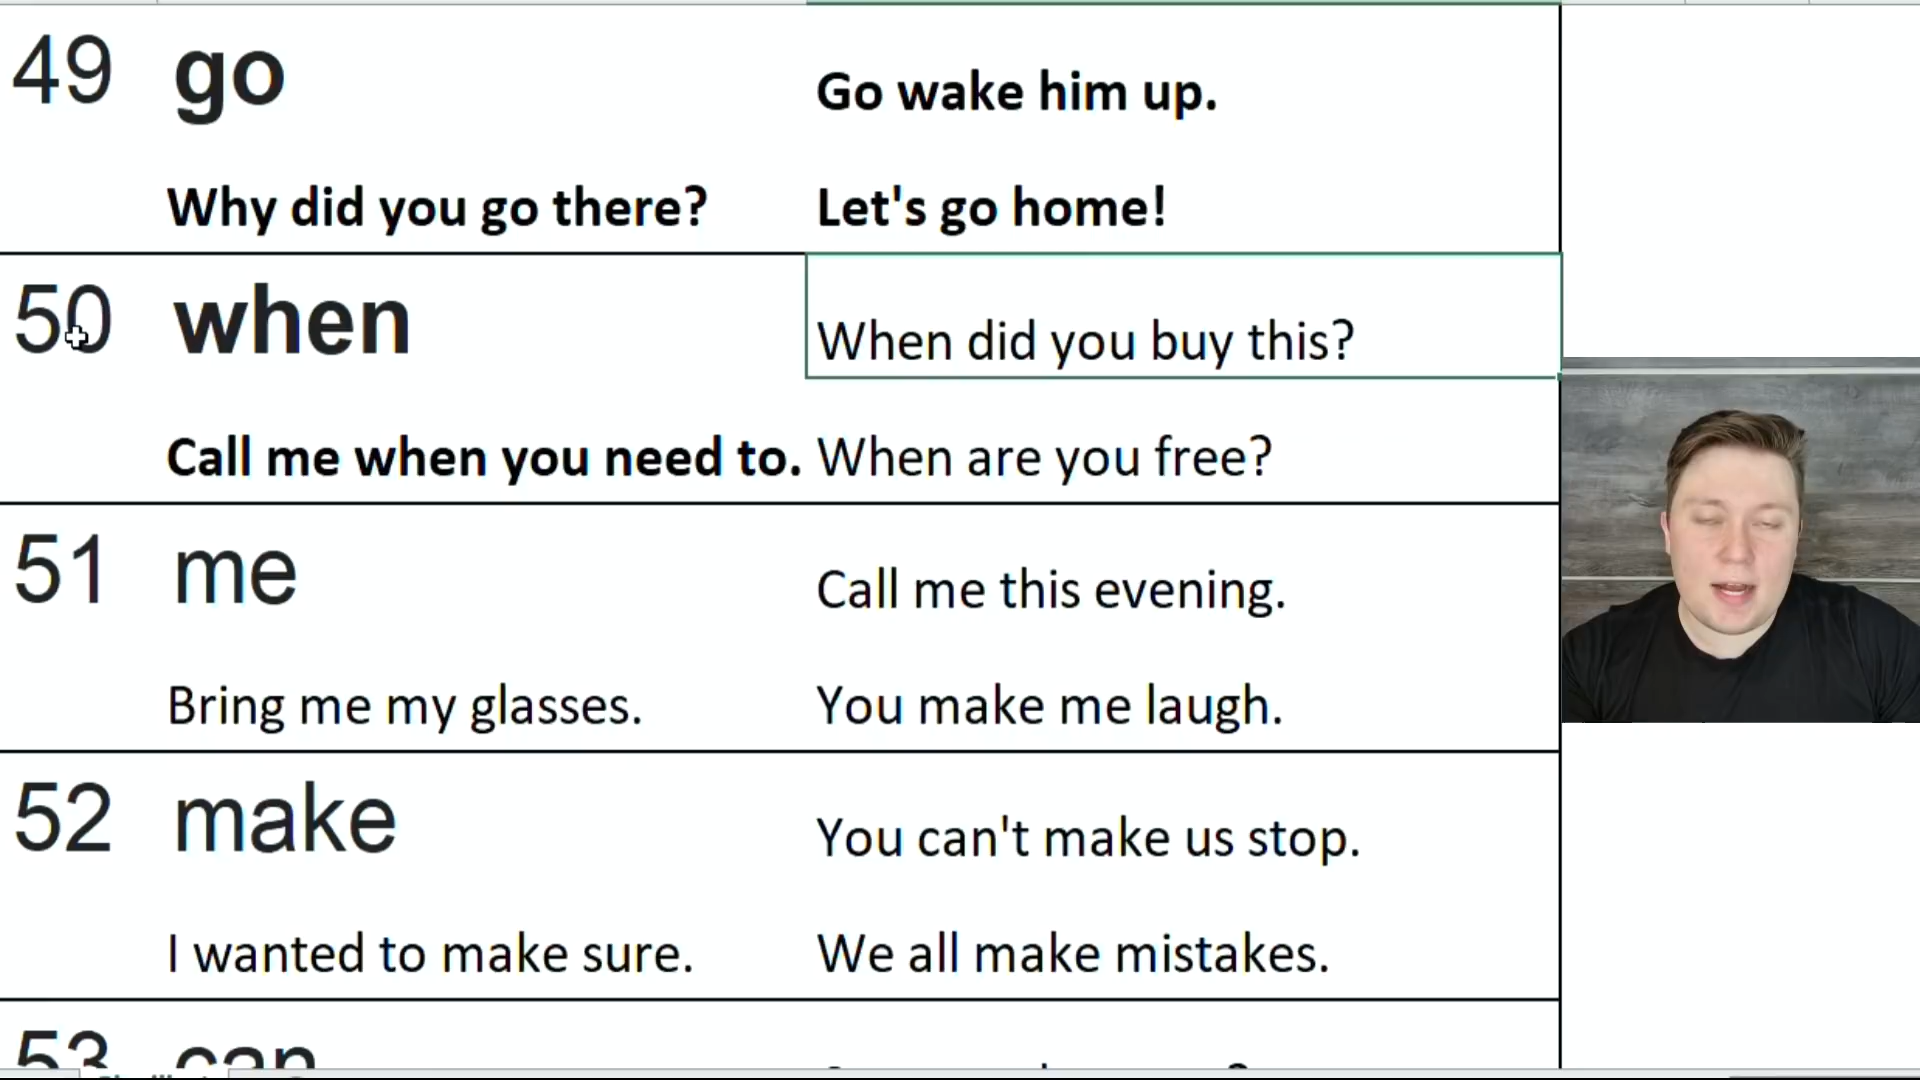 49 go Go wake him up.
Why did you go there? Let's go home!
50 when When did you buy this?
Call me when you need to. When are you free?
51 me Call me this evening.
Bring me my glasses. You make me laugh.
52 make You can't make us stop.
I wanted to make sure. We all make mistakes.
53 can